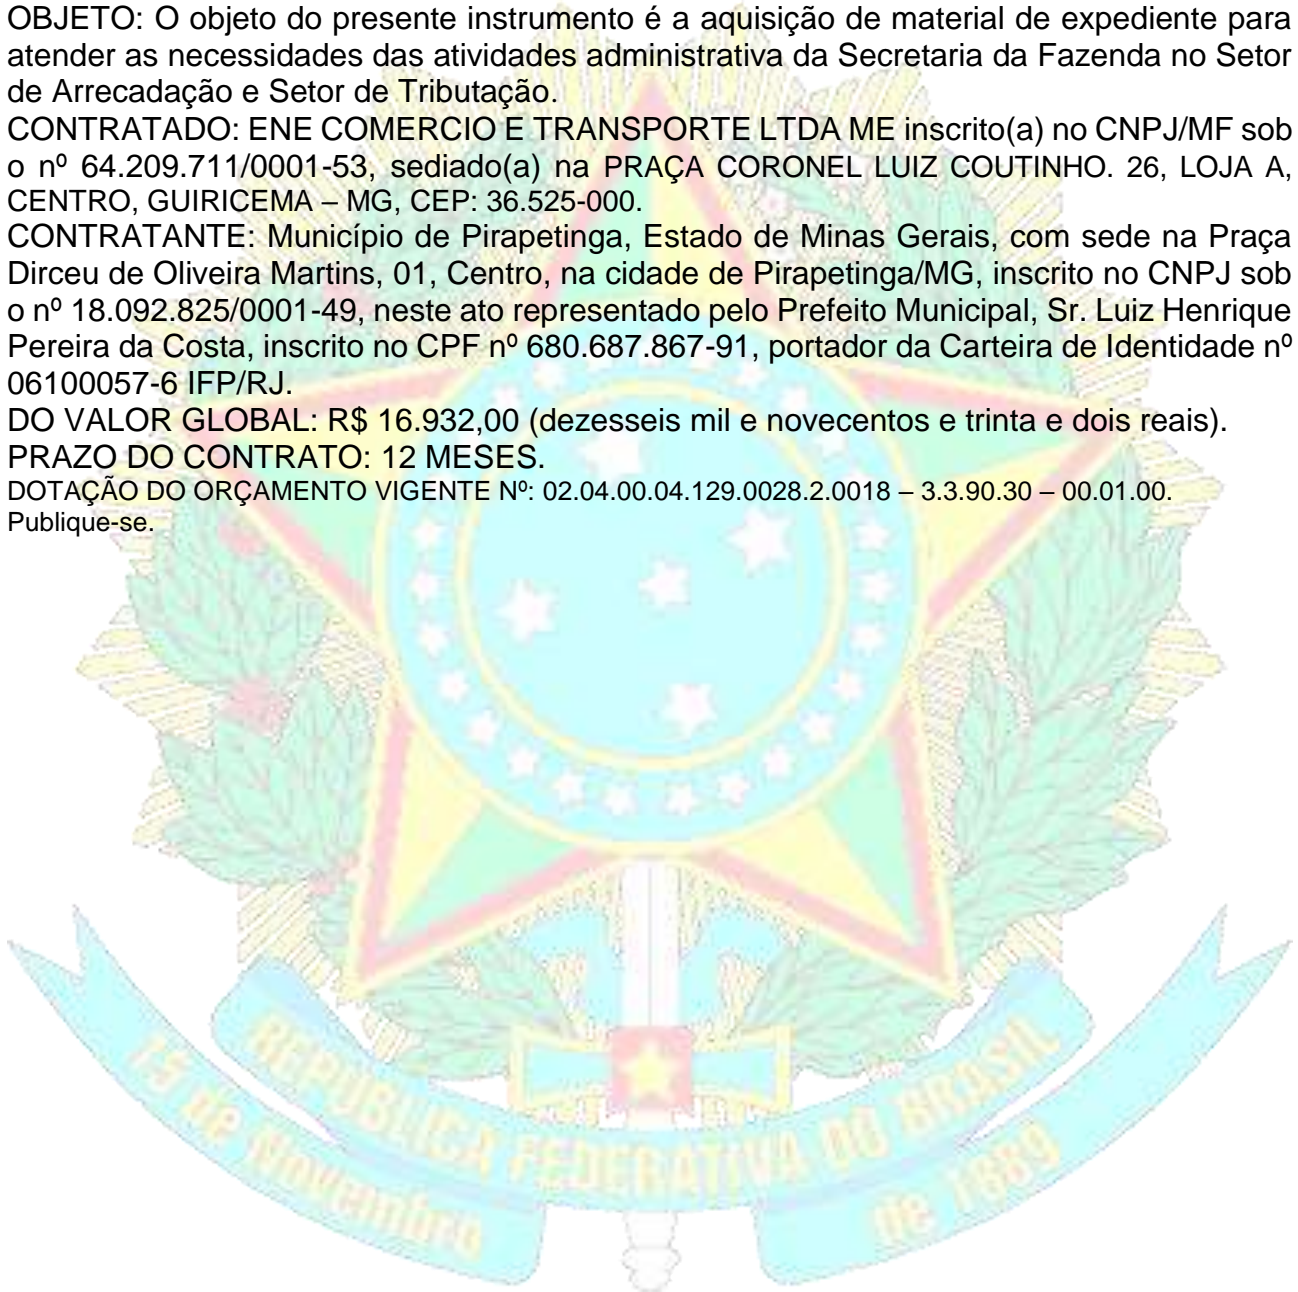 OBJETO: O objeto do presente instrumento é a aquisição de material de expediente para
atender as necessidades das atividades administrativa da Secretaria da Fazenda no Setor
de Arrecadação e Setor de Tributação.
CONTRATADO: ENE COMERCIO E TRANSPORTE LTDA ME inscrito(a) no CNPJ/MF sob
o nº 64.209.711/0001-53, sediado(a) na PRAÇA CORONEL LUIZ COUTINHO. 26, LOJA A,
CENTRO, GUIRICEMA – MG, CEP: 36.525-000.
CONTRATANTE: Município de Pirapetinga, Estado de Minas Gerais, com sede na Praça
Dirceu de Oliveira Martins, 01, Centro, na cidade de Pirapetinga/MG, inscrito no CNPJ sob
o nº 18.092.825/0001-49, neste ato representado pelo Prefeito Municipal, Sr. Luiz Henrique
Pereira da Costa, inscrito no CPF nº 680.687.867-91, portador da Carteira de Identidade nº
06100057-6 IFP/RJ.
DO VALOR GLOBAL: R$ 16.932,00 (dezesseis mil e novecentos e trinta e dois reais).
PRAZO DO CONTRATO: 12 MESES.
DOTAÇÃO DO ORÇAMENTO VIGENTE Nº: 02.04.00.04.129.0028.2.0018 – 3.3.90.30 – 00.01.00.
Publique-se.
REPÚBLICA FEDERATIVA DO BRASIL
15 de Novembro
de 1889